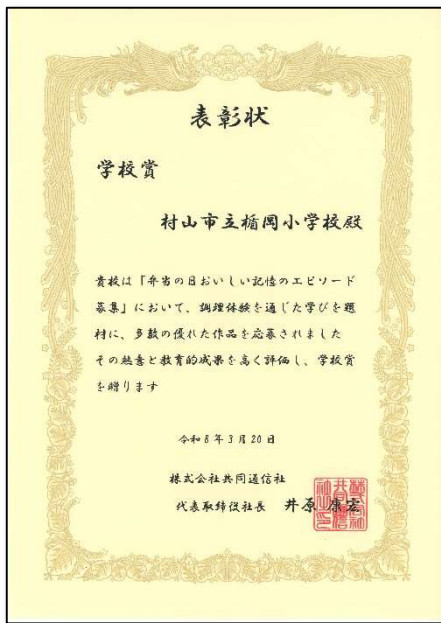 表彰状
学校賞
村山市立楯岡小学校殿
貴校は「弁当の日おいしい記憶のエピソード
募集」において、調理体験を通じた学びを題
材に、多数の優れた作品を応募されました
その熱意と教育的成果を高く評価し、学校賞
を贈ります
令和8年3月20日
株式会社共同通信社
代表取締役社長 井原 康宏